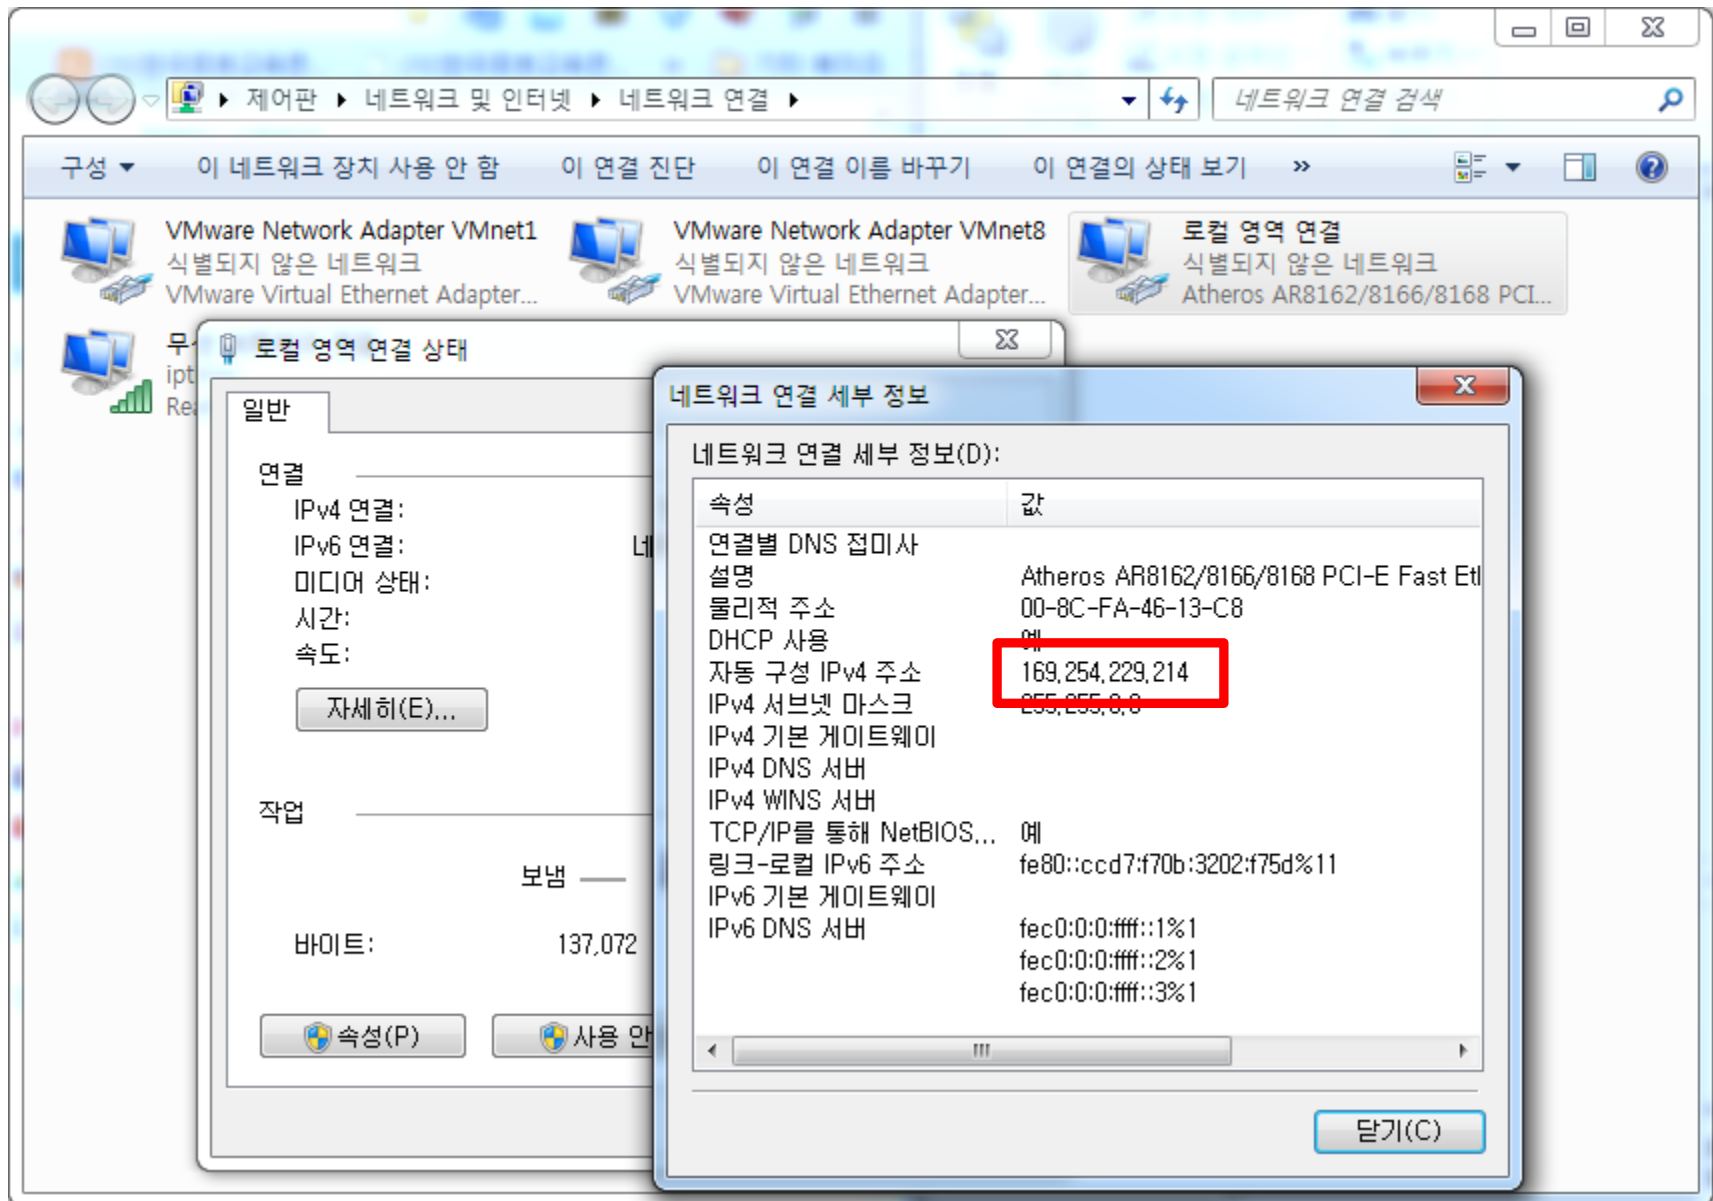 제어판 ▶ 네트워크 및 인터넷 ▶ 네트워크 연결 ▶
네트워크 연결 검색
구성 이 네트워크 장치 사용 안 함 이 연결 진단 이 연결 이름 바꾸기 이 연결의 상태 보기 »
VMware Network Adapter VMnet1
식별되지 않은 네트워크
VMware Virtual Ethernet Adapter...
VMware Network Adapter VMnet8
식별되지 않은 네트워크
VMware Virtual Ethernet Adapter...
로컬 영역 연결
식별되지 않은 네트워크
Atheros AR8162/8166/8168 PCI...
ipt
Rea
로컬 영역 연결 상태
일반
연결
IPv4 연결:
IPv6 연결: 네
미디어 상태:
시간:
속도:
자세히(E)...
작업
보냄
바이트: 137,072
속성(P)
사용 안
네트워크 연결 세부 정보
네트워크 연결 세부 정보(D):
속성 값
연결별 DNS 접미사
설명 Atheros AR8162/8166/8168 PCI-E Fast Etl
물리적 주소 00-8C-FA-46-13-C8
DHCP 사용 예
자동 구성 IPv4 주소 169.254.229.214
IPv4 서브넷 마스크 255.255.0.0
IPv4 기본 게이트웨이
IPv4 DNS 서버
IPv4 WINS 서버
TCP/IP를 통해 NetBIOS... 예
링크-로컬 IPv6 주소 fe80::ccd7:f70b:3202:f75d%11
IPv6 기본 게이트웨이
IPv6 DNS 서버 fec0:0:0:ffff::1%1
fec0:0:0:ffff::2%1
fec0:0:0:ffff::3%1
닫기(C)